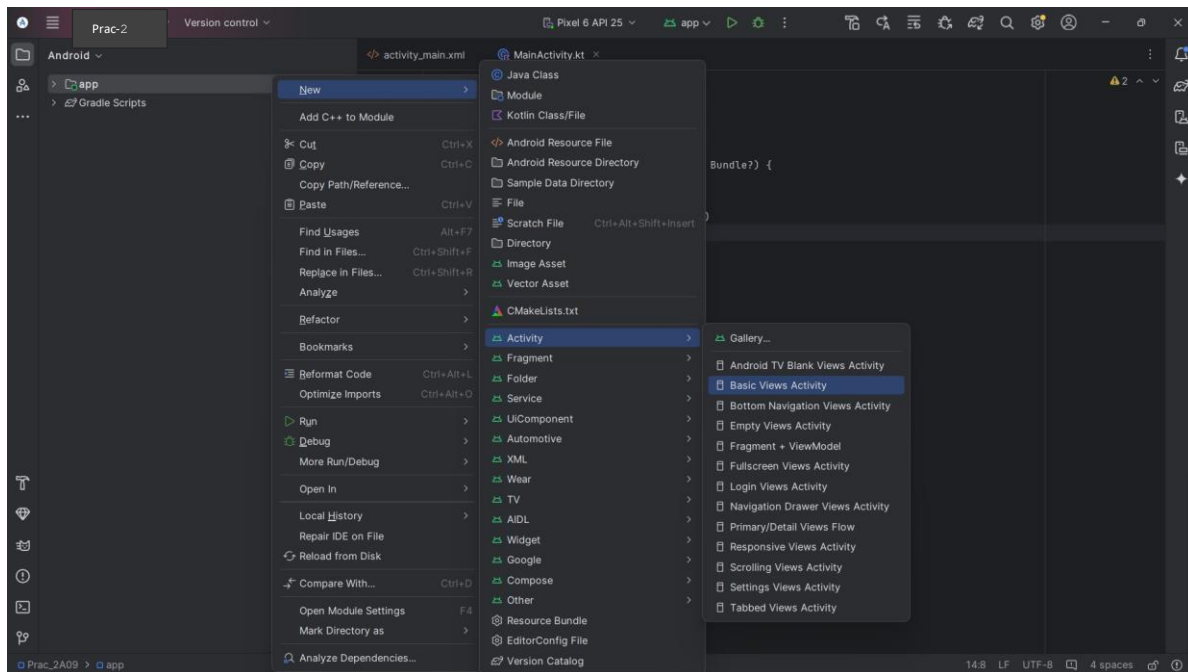 Prac-2
Version control
Pixel 6 API 25
app
Android
activity_main.xml
MainActivity.kt
app
Gradle Scripts
2
Bundle?) {
)
New
Add C++ to Module
Cut Ctrl+X
Copy Ctrl+C
Copy Path/Reference...
Paste Ctrl+V
Find Usages Alt+F7
Find in Files... Ctrl+Shift+F
Replace in Files... Ctrl+Shift+R
Analyze
Refactor
Bookmarks
Reformat Code Ctrl+Alt+L
Optimize Imports Ctrl+Alt+O
Run
Debug
More Run/Debug
Open In
Local History
Repair IDE on File
Reload from Disk
Compare With... Ctrl+D
Open Module Settings F4
Mark Directory as
Analyze Dependencies...
Java Class
Module
Kotlin Class/File
Android Resource File
Android Resource Directory
Sample Data Directory
File
Scratch File Ctrl+Alt+Shift+Insert
Directory
Image Asset
Vector Asset
CMakeLists.txt
Activity
Fragment
Folder
Service
UiComponent
Automotive
XML
Wear
TV
AIDL
Widget
Google
Compose
Other
Resource Bundle
EditorConfig File
Version Catalog
Gallery...
Android TV Blank Views Activity
Basic Views Activity
Bottom Navigation Views Activity
Empty Views Activity
Fragment + ViewModel
Fullscreen Views Activity
Login Views Activity
Navigation Drawer Views Activity
Primary/Detail Views Flow
Responsive Views Activity
Scrolling Views Activity
Settings Views Activity
Tabbed Views Activity
Prac_2A09 > app
14:8 LF UTF-8 4 spaces